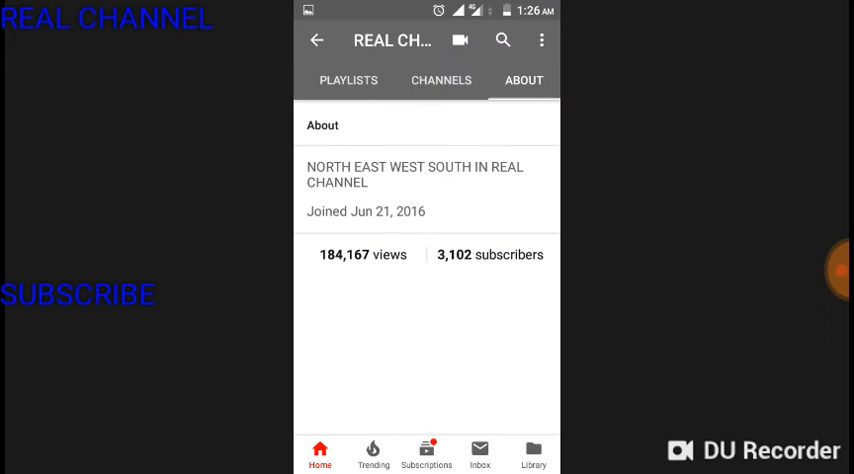 REAL CHANNEL
4G 1:26 AM
REAL CH...
PLAYLISTS CHANNELS ABOUT
About
NORTH EAST WEST SOUTH IN REAL
CHANNEL
Joined Jun 21, 2016
184,167 views 3,102 subscribers
SUBSCRIBE
Home Trending Subscriptions Inbox Library
DU Recorder